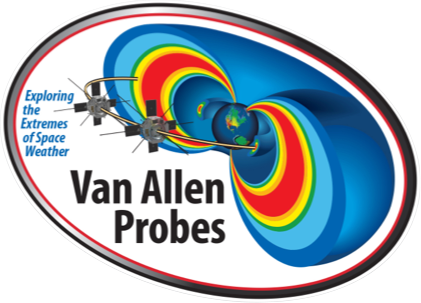 Exploring
the
Extremes
of Space
Weather
Van Allen
Probes